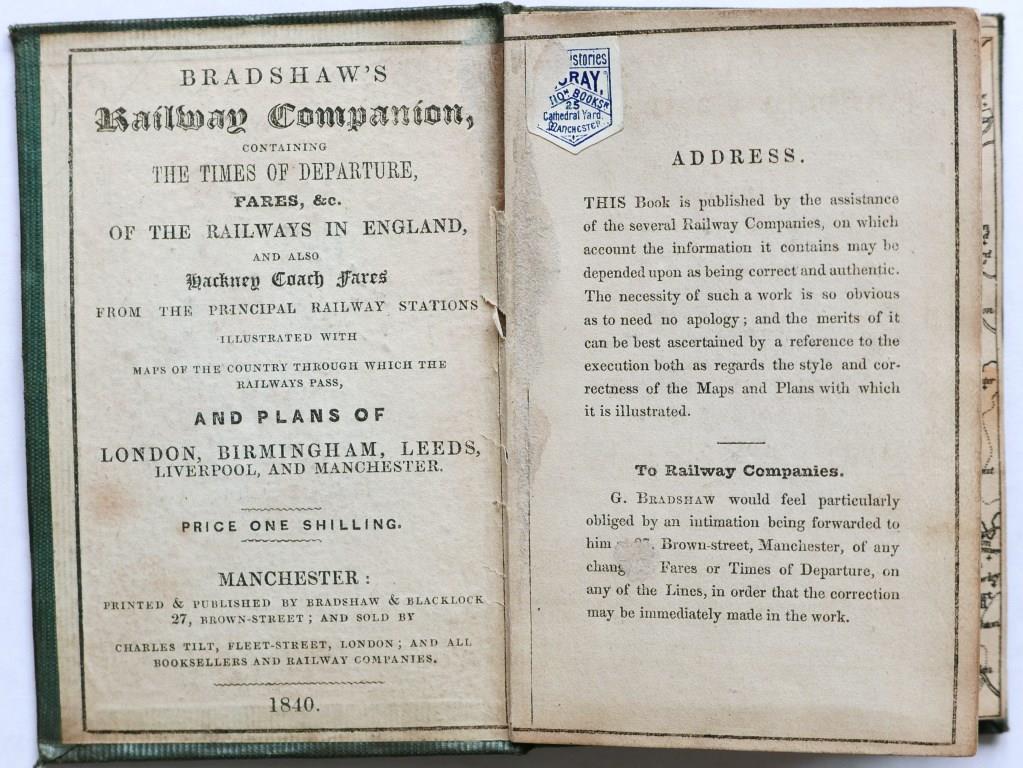 BRADSHAW'S
Railway Companion,
CONTAINING
THE TIMES OF DEPARTURE,
FARES, &c.
OF THE RAILWAYS IN ENGLAND,
AND ALSO
Hackney Coach Fares
FROM THE PRINCIPAL RAILWAY STATIONS
ILLUSTRATED WITH
MAPS OF THE COUNTRY THROUGH WHICH THE
RAILWAYS PASS,
AND PLANS OF
LONDON, BIRMINGHAM, LEEDS,
LIVERPOOL, AND MANCHESTER.
PRICE ONE SHILLING.
MANCHESTER:
PRINTED & PUBLISHED BY BRADSHAW & BLACKLOCK
27, BROWN-STREET; AND SOLD BY
CHARLES TILT, FLEET-STREET, LONDON; AND ALL
BOOKSELLERS AND RAILWAY COMPANIES.
1840.
stories
RAY,
BOOKS
25
Cathedral Yard.
MANCHESTER
ADDRESS.
THIS Book is published by the assistance
of the several Railway Companies, on which
account the information it contains may be
depended upon as being correct and authentic.
The necessity of such a work is so obvious
as to need no apology; and the merits of it
can be best ascertained by a reference to the
execution both as regards the style and cor-
rectness of the Maps and Plans with which
it is illustrated.
To Railway Companies.
G. BRADSHAW would feel particularly
obliged by an intimation being forwarded to
him 27, Brown-street, Manchester, of any
chang Fares or Times of Departure, on
any of the Lines, in order that the correction
may be immediately made in the work.